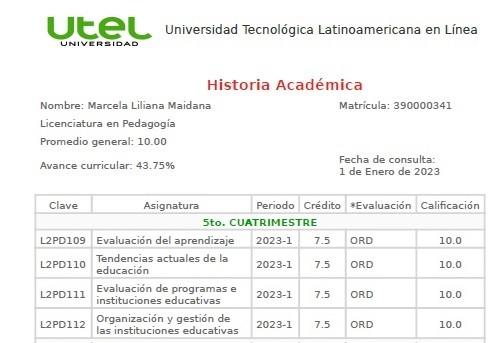 utel
UNIVERSIDAD
Universidad Tecnológica Latinoamericana en Línea
Historia Académica
Nombre: Marcela Liliana Maidana Matrícula: 390000341
Licenciatura en Pedagogía
Promedio general: 10.00
Avance curricular: 43.75%
Fecha de consulta:
1 de Enero de 2023
Clave Asignatura Periodo Crédito *Evaluación Calificación
5to. CUATRIMESTRE
L2PD109 Evaluación del aprendizaje 2023-1 7.5 ORD 10.0
L2PD110 Tendencias actuales de la
educación 2023-1 7.5 ORD 10.0
L2PD111 Evaluación de programas e
instituciones educativas 2023-1 7.5 ORD 10.0
L2PD112 Organización y gestión de
las instituciones educativas 2023-1 7.5 ORD 10.0